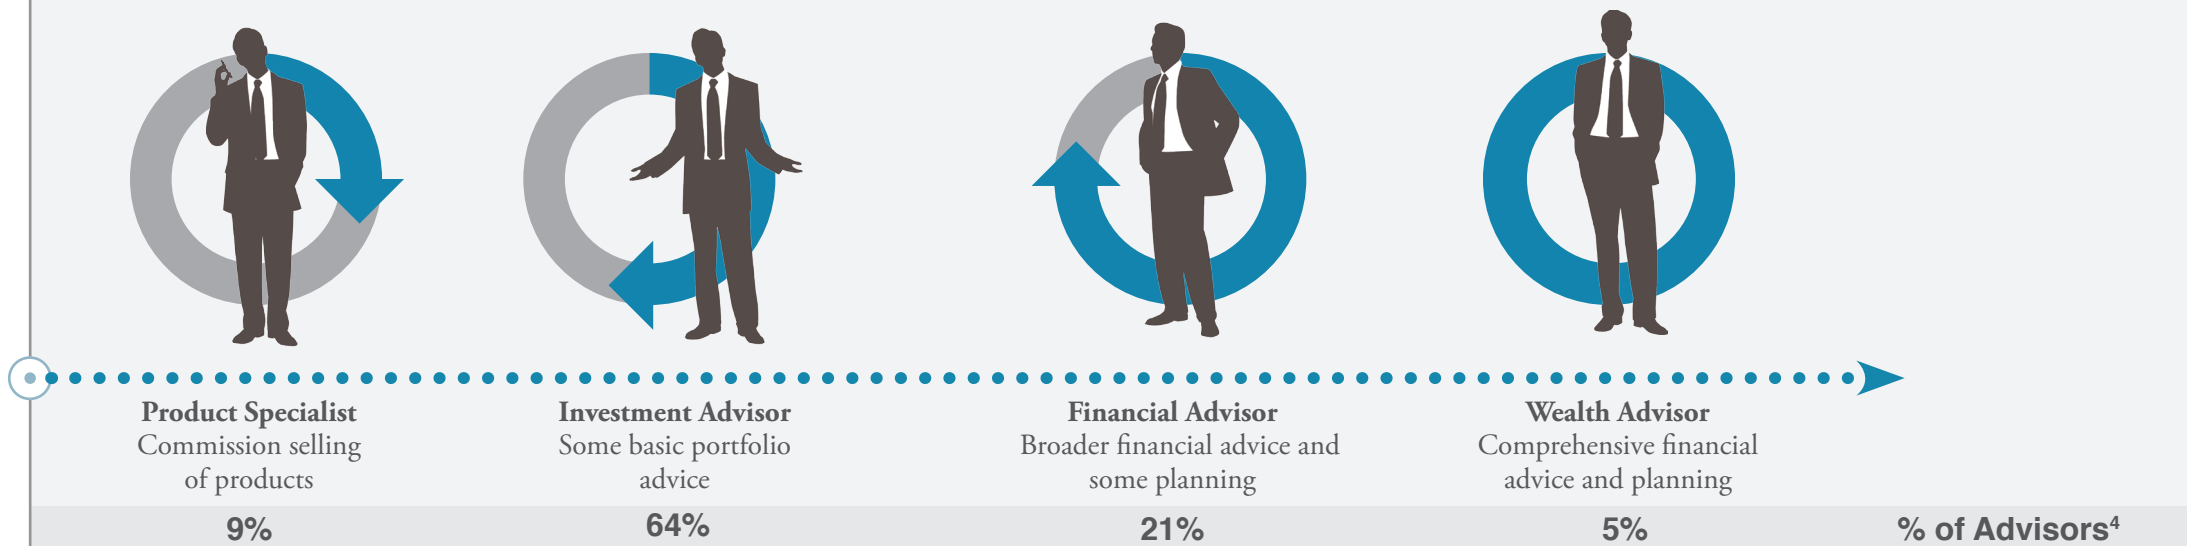 Product Specialist
Commission selling
of products
Investment Advisor
Some basic portfolio
advice
Financial Advisor
Broader financial advice and
some planning
Wealth Advisor
Comprehensive financial
advice and planning
9%
64%
21%
5%
% of Advisors⁴